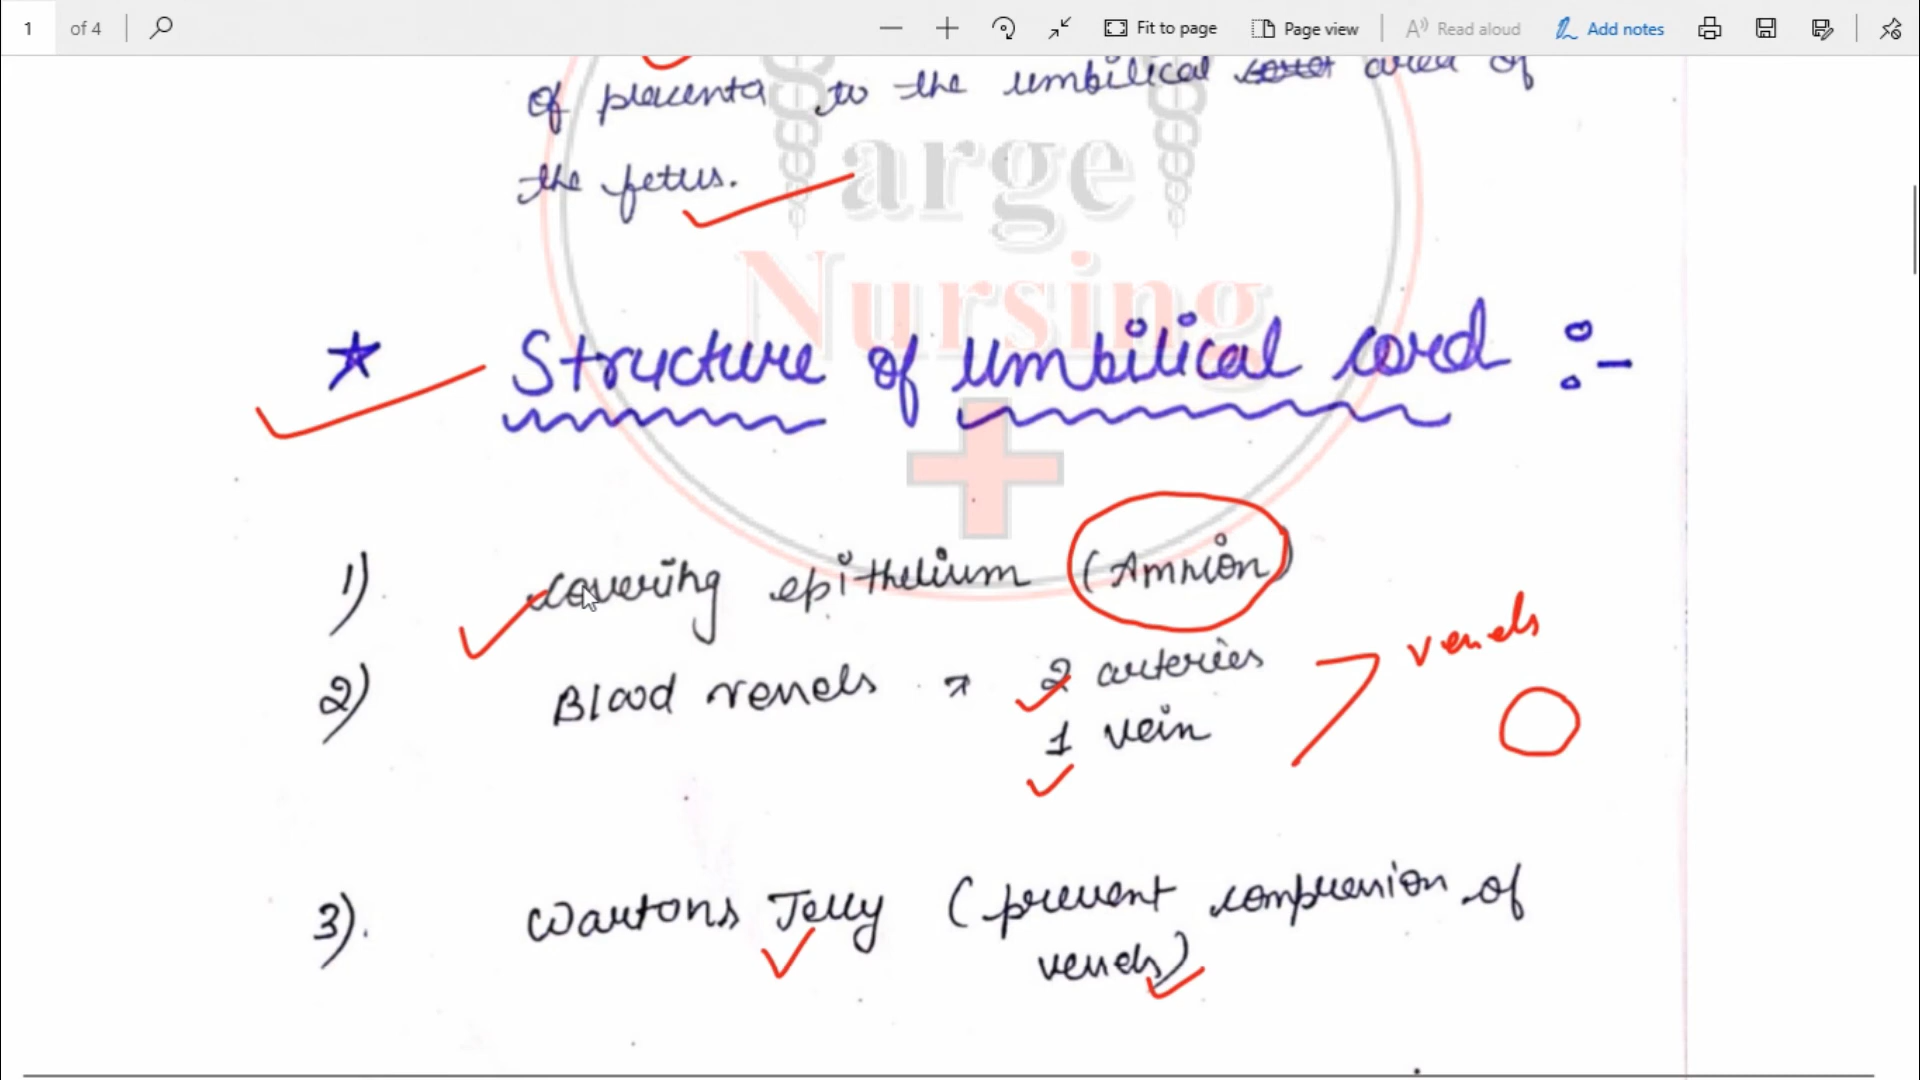 1 of 4 Fit to page Page view Read aloud Add notes
of placenta to the umbilical area of
the fetus.
arge
Nursing
★ Structure of Umbilical cord :-
1) covering epithelium (Amnion)
vessels
2) Blood vessels → 2 arteries
1 vein
3). Wartons Jelly (prevent compression of
vessels)